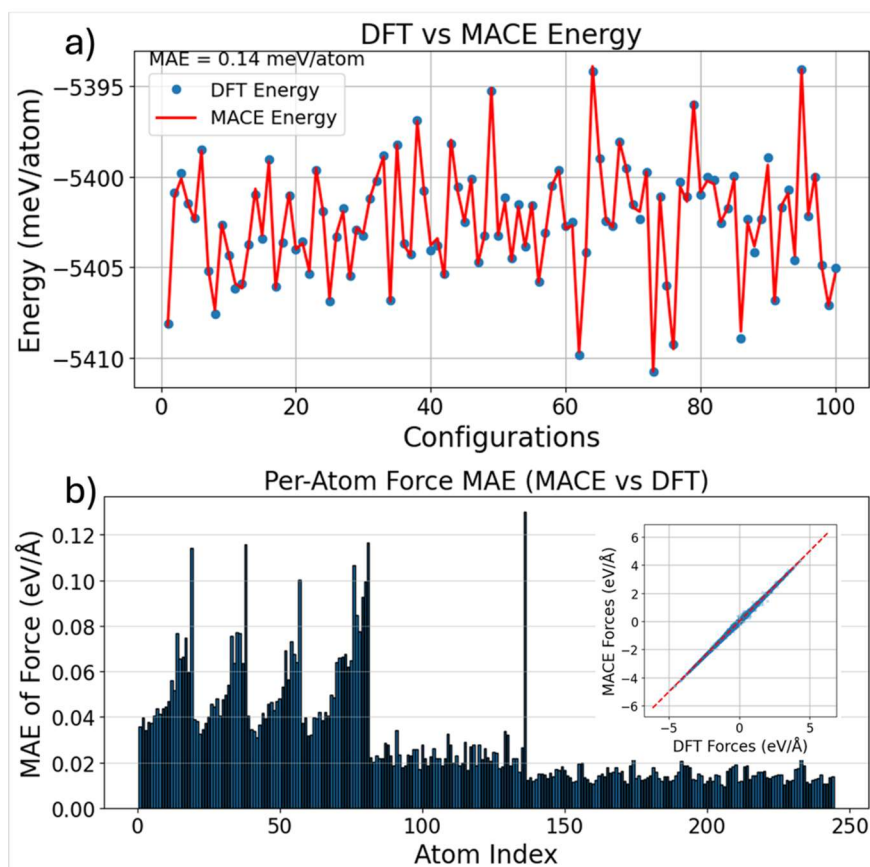 a)
DFT vs MACE Energy
MAE = 0.14 meV/atom
DFT Energy
MACE Energy
Energy (meV/atom)
−5395
−5400
−5405
−5410
0 20 40 60 80 100
Configurations
b)
Per-Atom Force MAE (MACE vs DFT)
MAE of Force (eV/Å)
0.12
0.10
0.08
0.06
0.04
0.02
0.00
0 50 100 150 200 250
Atom Index
MACE Forces (eV/Å)
6
4
2
0
−2
−4
−6
−5 0 5
DFT Forces (eV/Å)